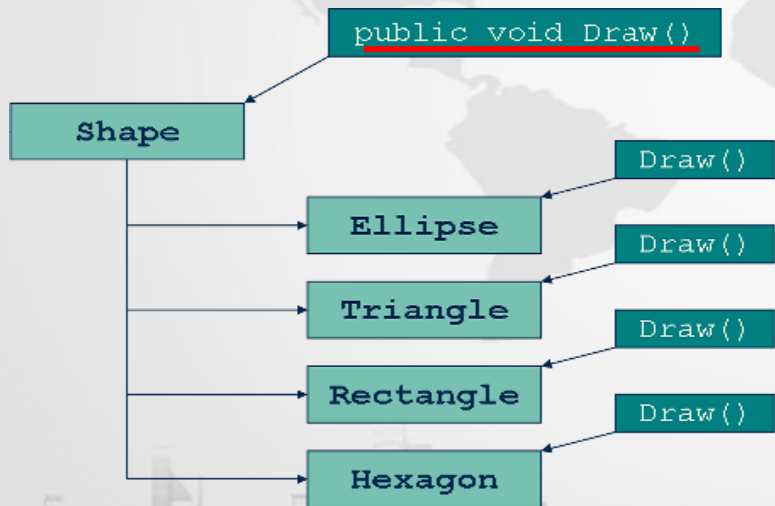 public void Draw()
Shape
Draw()
Ellipse
Draw()
Triangle
Draw()
Rectangle
Draw()
Hexagon